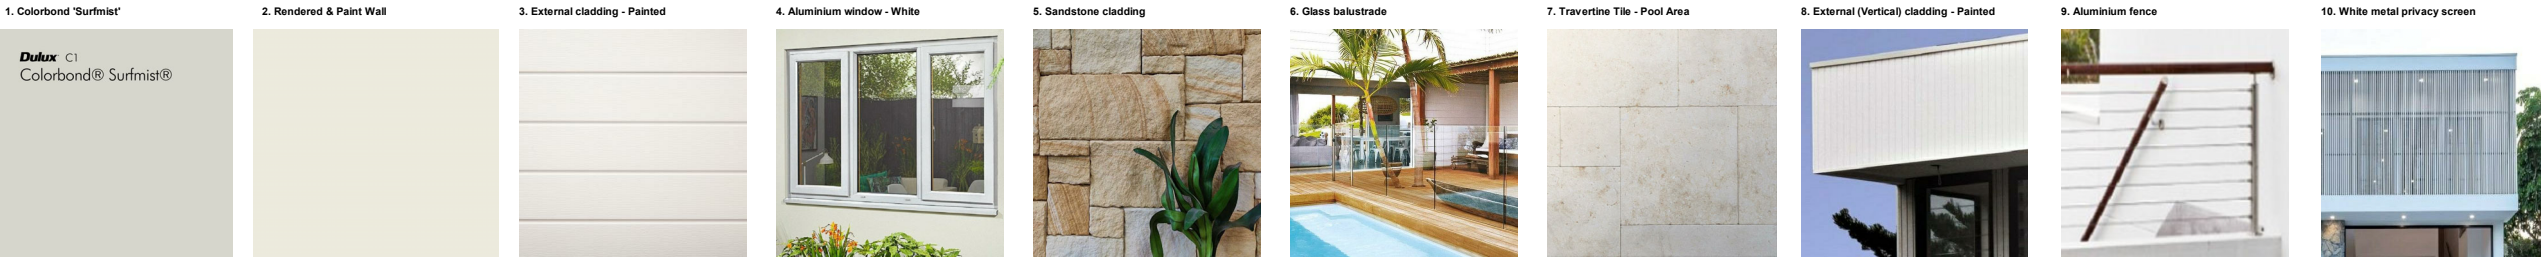 1. Colorbond 'Surfmist'
2. Rendered & Paint Wall
3. External cladding - Painted
4. Aluminium window - White
5. Sandstone cladding
6. Glass balustrade
7. Travertine Tile - Pool Area
8. External (Vertical) cladding - Painted
9. Aluminium fence
10. White metal privacy screen
Dulux C1
Colorbond® Surfmist®